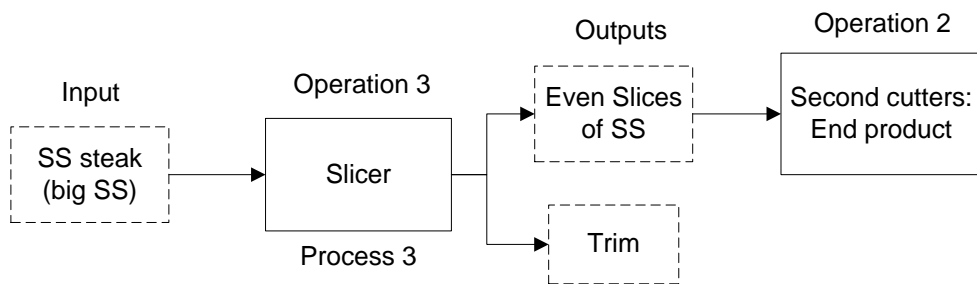 Input
SS steak
(big SS)
Operation 3
Slicer
Process 3
Outputs
Even Slices
of SS
Trim
Operation 2
Second cutters:
End product